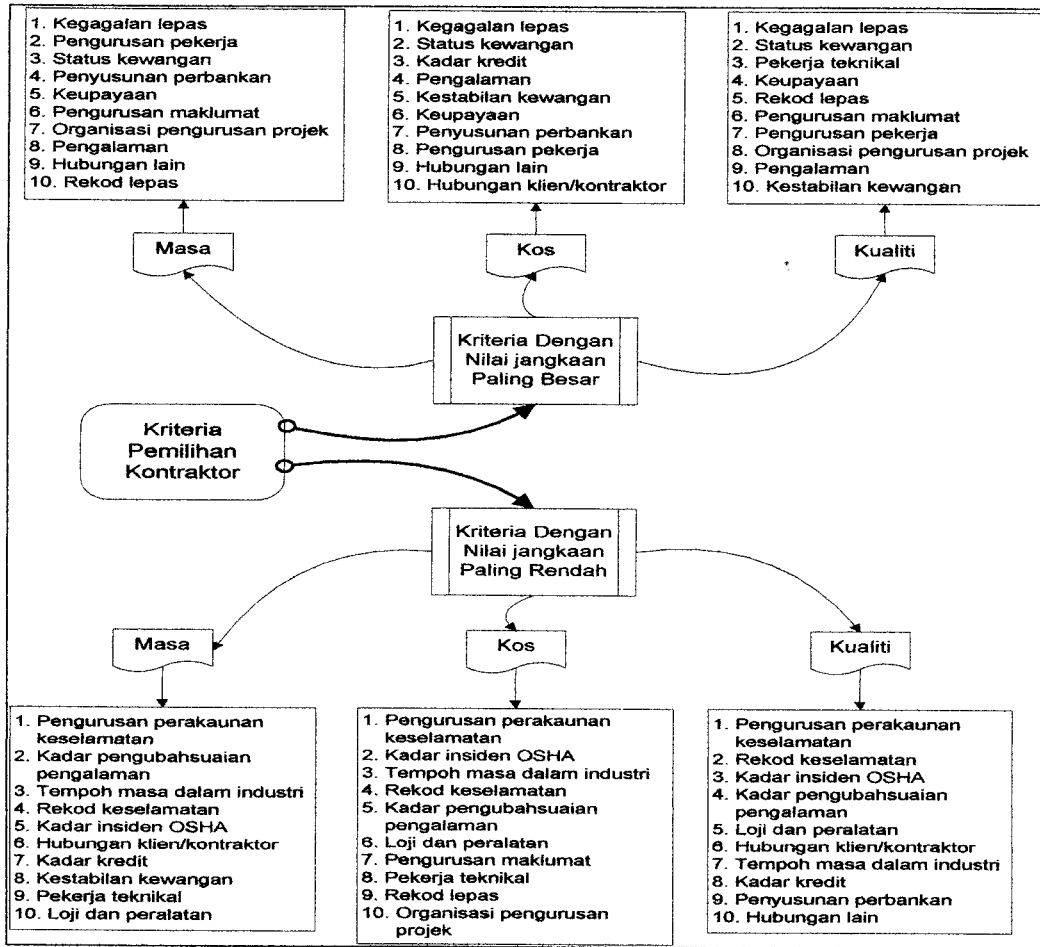 1. Kegagalan lepas
2. Pengurusan pekerja
3. Status kewangan
4. Penyusunan perbankan
5. Keupayaan
6. Pengurusan maklumat
7. Organisasi pengurusan projek
8. Pengalaman
9. Hubungan lain
10. Rekod lepas
1. Kegagalan lepas
2. Status kewangan
3. Kadar kredit
4. Pengalaman
5. Kestabilan kewangan
6. Keupayaan
7. Penyusunan perbankan
8. Pengurusan pekerja
9. Hubungan lain
10. Hubungan klien/kontraktor
1. Kegagalan lepas
2. Status kewangan
3. Pekerja teknikal
4. Keupayaan
5. Rekod lepas
6. Pengurusan maklumat
7. Pengurusan pekerja
8. Organisasi pengurusan projek
9. Pengalaman
10. Kestabilan kewangan
Masa
Kos
Kualiti
Kriteria Dengan
Nilai jangkaan
Paling Besar
Kriteria
Pemilihan
Kontraktor
Kriteria Dengan
Nilai jangkaan
Paling Rendah
Masa
Kos
Kualiti
1. Pengurusan perakaunan
keselamatan
2. Kadar pengubahsuaian
pengalaman
3. Tempoh masa dalam industri
4. Rekod keselamatan
5. Kadar insiden OSHA
6. Hubungan klien/kontraktor
7. Kadar kredit
8. Kestabilan kewangan
9. Pekerja teknikal
10. Loji dan peralatan
1. Pengurusan perakaunan
keselamatan
2. Kadar insiden OSHA
3. Tempoh masa dalam industri
4. Rekod keselamatan
5. Kadar pengubahsuaian
pengalaman
6. Loji dan peralatan
7. Pengurusan maklumat
8. Pekerja teknikal
9. Rekod lepas
10. Organisasi pengurusan
projek
1. Pengurusan perakaunan
keselamatan
2. Rekod keselamatan
3. Kadar insiden OSHA
4. Kadar pengubahsuaian
pengalaman
5. Loji dan peralatan
6. Hubungan klien/kontraktor
7. Tempoh masa dalam industri
8. Kadar kredit
9. Penyusunan perbankan
10. Hubungan lain